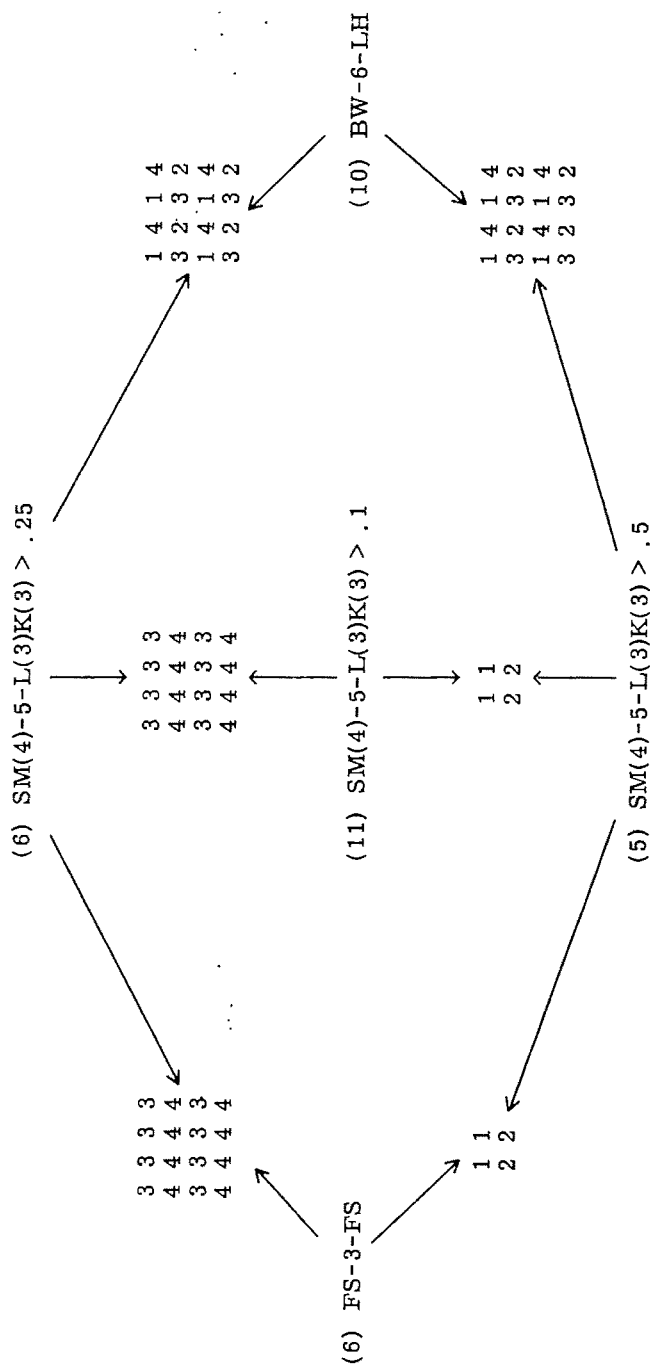 (6) SM(4)-5-L(3)K(3) > .25
3 3 3 3
4 4 4 4
3 3 3 3
4 4 4 4
3 3 3 3
4 4 4 4
3 3 3 3
4 4 4 4
1 4 1 4
3 2 3 2
1 4 1 4
3 2 3 2
(6) FS-3-FS
(11) SM(4)-5-L(3)K(3) > .1
(10) BW-6-LH
1 1
2 2
1 1
2 2
1 4 1 4
3 2 3 2
1 4 1 4
3 2 3 2
(5) SM(4)-5-L(3)K(3) > .5